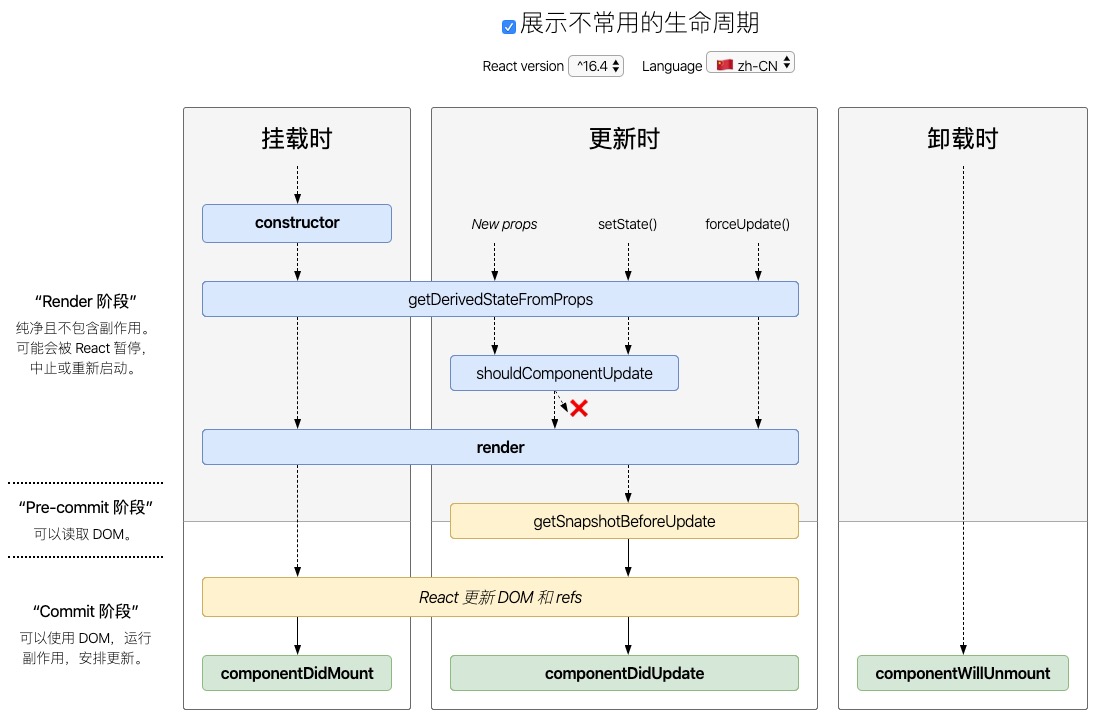 展示不常用的生命周期
React version ^16.4 Language 🇨🇳 zh-CN
挂载时
更新时
卸载时
constructor
New props
setState()
forceUpdate()
getDerivedStateFromProps
“Render 阶段”
纯净且不包含副作用。
可能会被 React 暂停，
中止或重新启动。
shouldComponentUpdate
render
“Pre-commit 阶段”
可以读取 DOM。
getSnapshotBeforeUpdate
React 更新 DOM 和 refs
“Commit 阶段”
可以使用 DOM，运行
副作用，安排更新。
componentDidMount
componentDidUpdate
componentWillUnmount